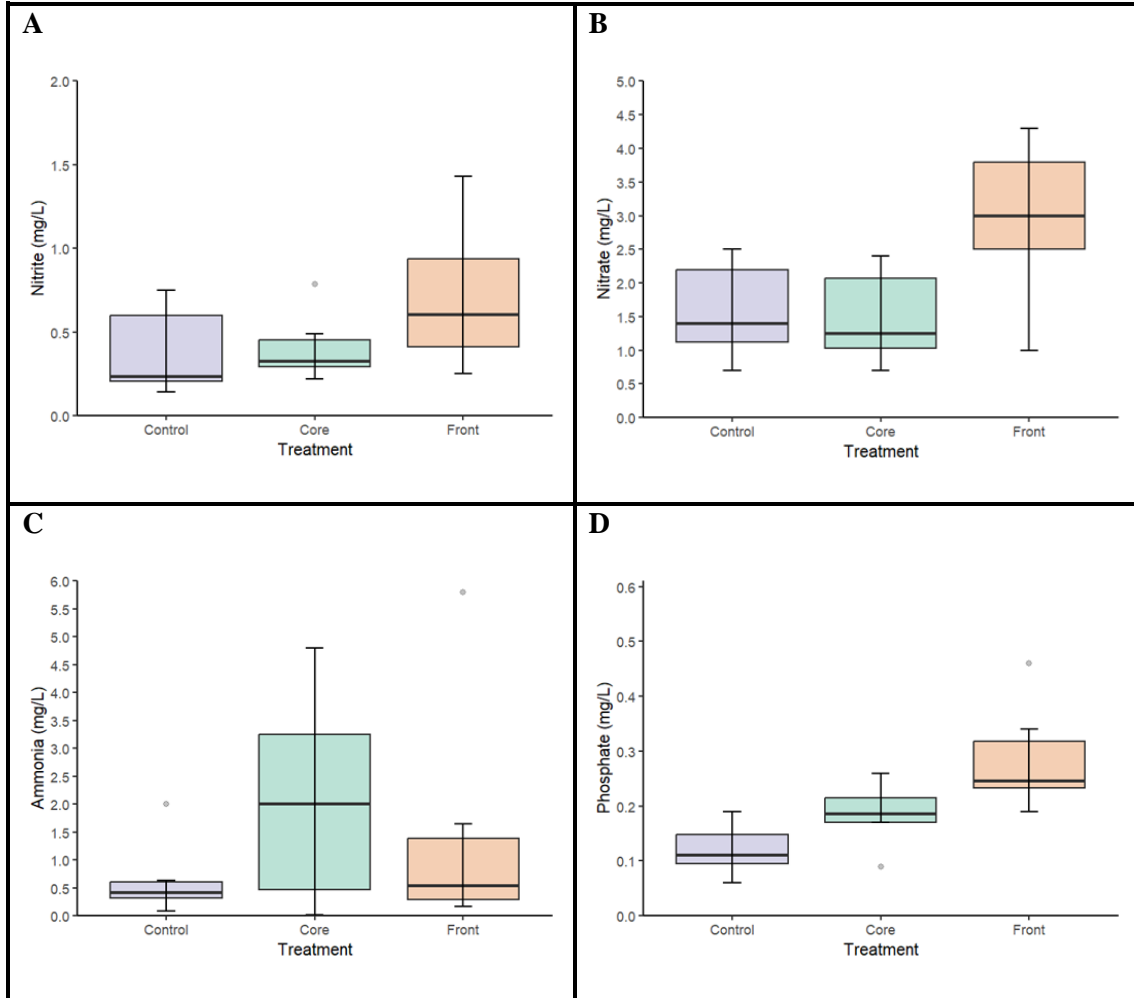 A
Nitrite (mg/L)
2.0
1.5
1.0
0.5
0.0
Control Core Front
Treatment
B
Nitrate (mg/L)
5.0
4.5
4.0
3.5
3.0
2.5
2.0
1.5
1.0
0.5
0.0
Control Core Front
Treatment
C
Ammonia (mg/L)
6.0
5.5
5.0
4.5
4.0
3.5
3.0
2.5
2.0
1.5
1.0
0.5
0.0
Control Core Front
Treatment
D
Phosphate (mg/L)
0.6
0.5
0.4
0.3
0.2
0.1
0.0
Control Core Front
Treatment